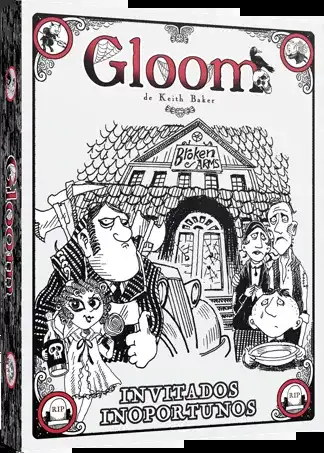 Gloom
de Keith Baker
Broken
ARMS
INVITADOS
INOPORTUNOS
RIP
RIP
Gloom